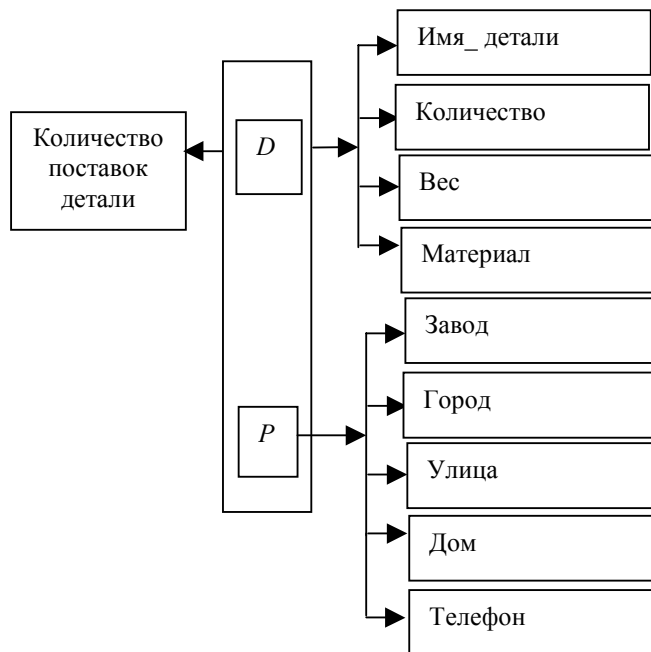 Имя_ детали
Количество
Вес
Материал
Количество
поставок
детали
D
P
Завод
Город
Улица
Дом
Телефон